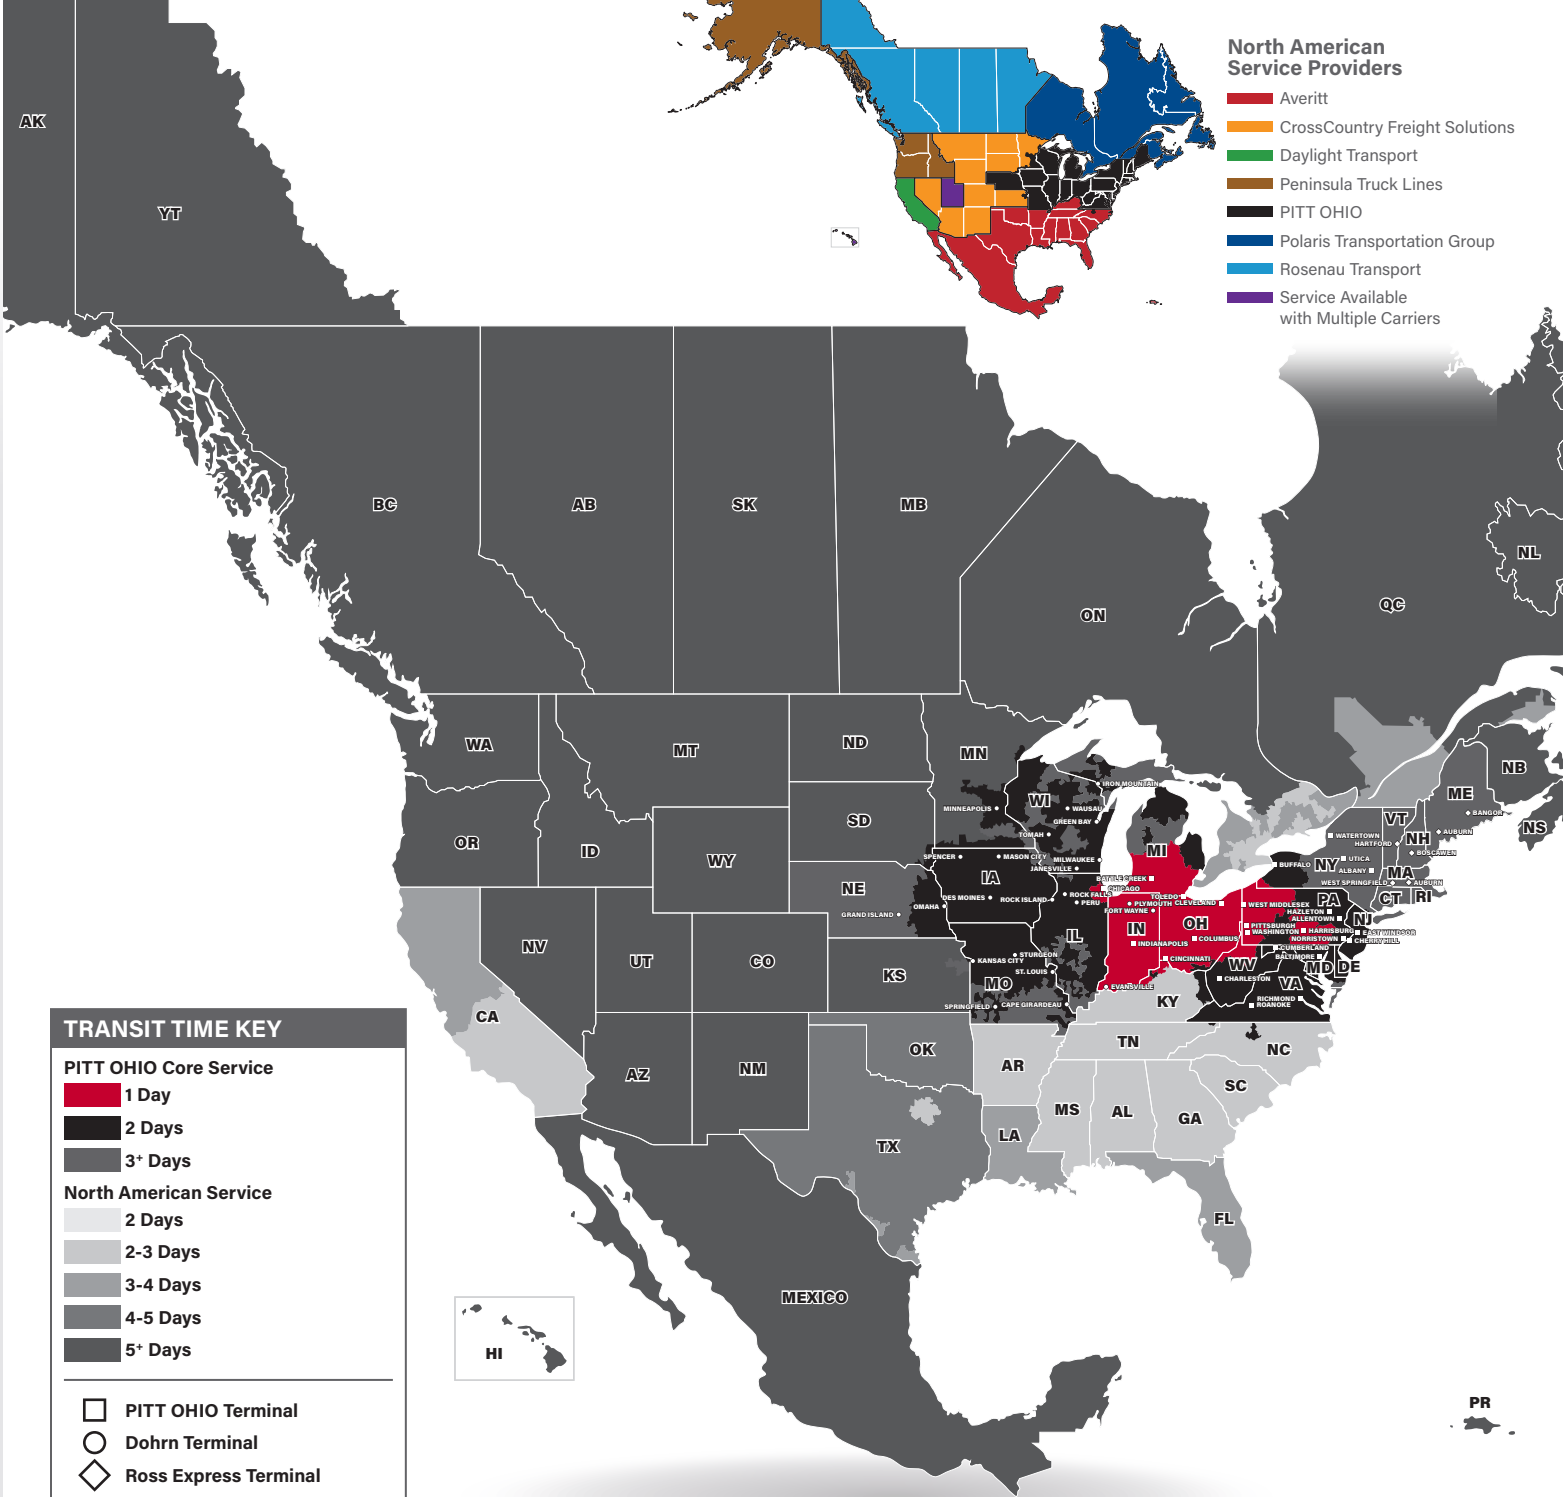 North American
Service Providers
Averitt
CrossCountry Freight Solutions
Daylight Transport
Peninsula Truck Lines
PITT OHIO
Polaris Transportation Group
Rosenau Transport
Service Available
with Multiple Carriers
AK
YT
BC
AB
SK
MB
ON
QC
NL
WA
MT
ND
MN
NB
ME
NS
OR
ID
WY
SD
NE
WI
MI
VT
NH
NY
MA
CT
RI
IRON MOUNTAIN
MINNEAPOLIS
WAUSAU
GREEN BAY
TOMAH
MILWAUKEE
JANESVILLE
SPENCER
MASON CITY
BANGOR
AUBURN
BOSCAWEN
WATERTOWN
HARTFORD
UTICA
ALBANY
BUFFALO
WEST SPRINGFIELD
AUBURN
IA
DES MOINES
ROCK ISLAND
OMAHA
GRAND ISLAND
BATTLE CREEK
CHICAGO
ROCK FALLS
PERU
PLYMOUTH
TOLEDO
CLEVELAND
FORT WAYNE
WEST MIDDLESEX
PA
HAZLETON
ALLENTOWN
NJ
PITTSBURGH
WASHINGTON
HARRISBURG
EAST WINDSOR
NORRISTOWN
CHERRY HILL
IL
IN
OH
INDIANAPOLIS
COLUMBUS
CUMBERLAND
BALTIMORE
CINCINNATI
WV
MD
DE
CHARLESTON
VA
RICHMOND
ROANOKE
NV
UT
CO
KS
KANSAS CITY
STURGEON
ST. LOUIS
MO
SPRINGFIELD
CAPE GIRARDEAU
EVANSVILLE
KY
CA
AZ
NM
OK
AR
TN
NC
SC
MS
AL
GA
LA
TX
FL
MEXICO
HI
PR
TRANSIT TIME KEY
PITT OHIO Core Service
1 Day
2 Days
3+ Days
North American Service
2 Days
2-3 Days
3-4 Days
4-5 Days
5+ Days
PITT OHIO Terminal
Dohrn Terminal
Ross Express Terminal